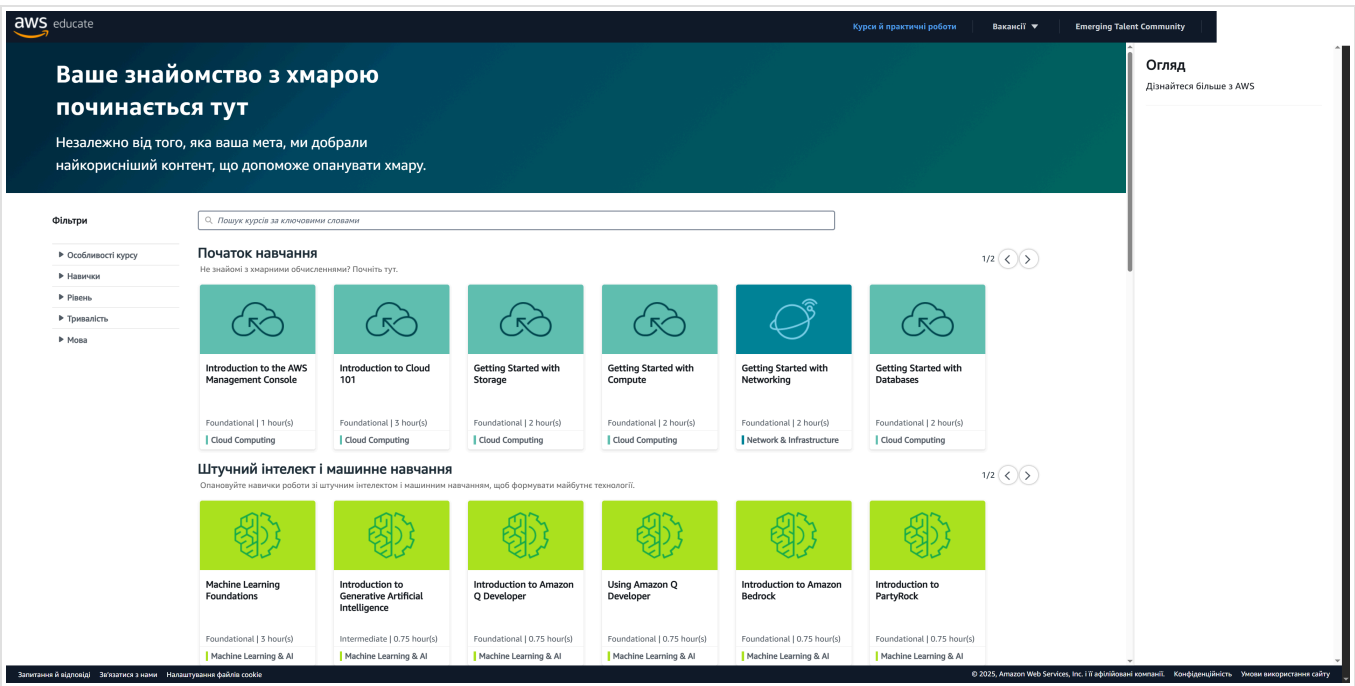 aws educate
Курси й практичні роботи
Вакансії
Emerging Talent Community
Ваше знайомство з хмарою
починається тут
Незалежно від того, яка ваша мета, ми добрали
найкорисніший контент, що допоможе опанувати хмару.
Огляд
Дізнайтеся більше з AWS
Фільтри
Особливості курсу
Навички
Рівень
Тривалість
Мова
Пошук курсів за ключовими словами
Початок навчання
Не знайомі з хмарними обчисленнями? Почніть тут.
1/2
Introduction to the AWS
Management Console
Foundational | 1 hour(s)
Cloud Computing
Introduction to Cloud
101
Foundational | 3 hour(s)
Cloud Computing
Getting Started with
Storage
Foundational | 2 hour(s)
Cloud Computing
Getting Started with
Compute
Foundational | 2 hour(s)
Cloud Computing
Getting Started with
Networking
Foundational | 2 hour(s)
Network & Infrastructure
Getting Started with
Databases
Foundational | 2 hour(s)
Cloud Computing
Штучний інтелект і машинне навчання
Опановуйте навички роботи зі штучним інтелектом і машинним навчанням, щоб формувати майбутнє технології.
1/2
Machine Learning
Foundations
Foundational | 3 hour(s)
Machine Learning & AI
Introduction to
Generative Artificial
Intelligence
Intermediate | 0.75 hour(s)
Machine Learning & AI
Introduction to Amazon
Q Developer
Foundational | 0.75 hour(s)
Machine Learning & AI
Using Amazon Q
Developer
Foundational | 0.75 hour(s)
Machine Learning & AI
Introduction to Amazon
Bedrock
Foundational | 0.75 hour(s)
Machine Learning & AI
Introduction to
PartyRock
Foundational | 0.75 hour(s)
Machine Learning & AI
Запитання й відповіді Зв'язатися з нами Налаштування файлів cookie
© 2025, Amazon Web Services, Inc. і її афілійовані компанії. Конфіденційність Умови використання сайту